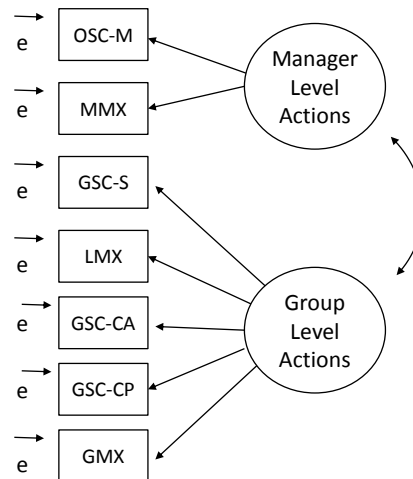 e
OSC-M
e
MMX
Manager
Level
Actions
e
GSC-S
e
LMX
e
GSC-CA
e
GSC-CP
e
GMX
Group
Level
Actions